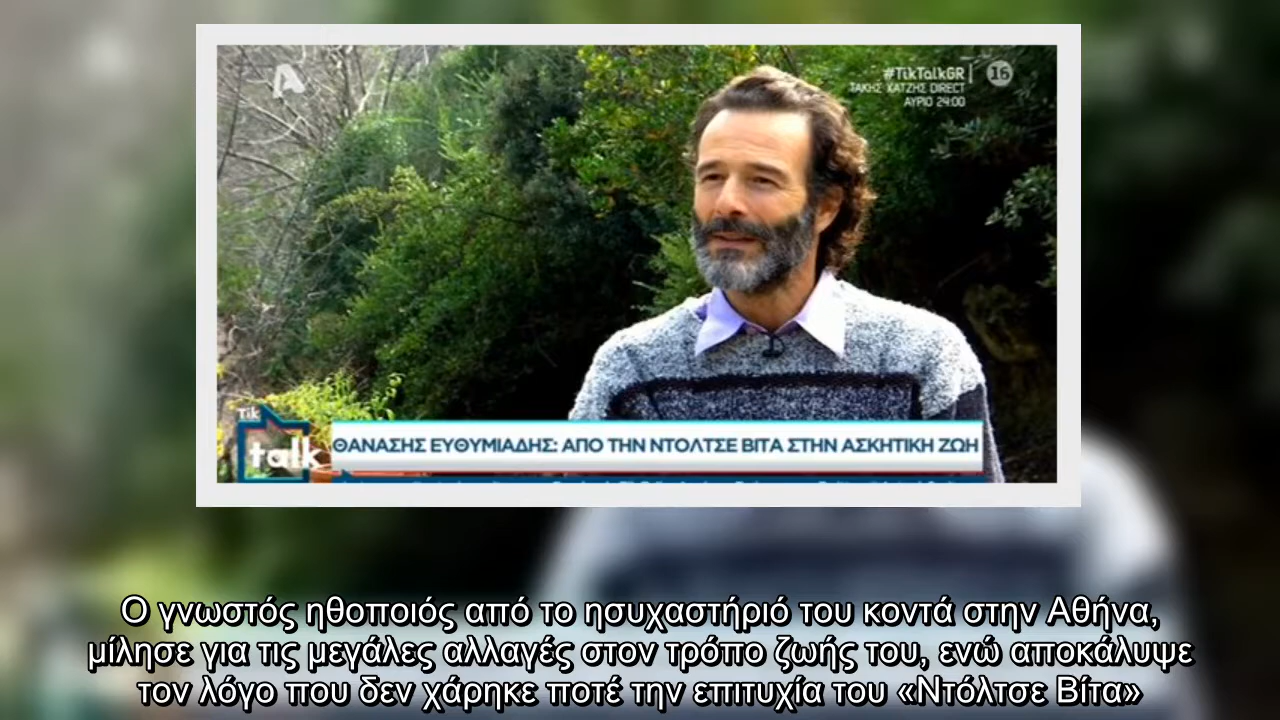 #TikTalkGR | 16
ΤΑΚΗΣ ΧΑΤΖΗΣ DIRECT
ΑΥΡΙΟ 24:00
Tik
talk
ΘΑΝΑΣΗΣ ΕΥΘΥΜΙΑΔΗΣ: ΑΠΟ ΤΗΝ ΝΤΟΛΤΣΕ ΒΙΤΑ ΣΤΗΝ ΑΣΚΗΤΙΚΗ ΖΩΗ
Ο γνωστός ηθοποιός από το ησυχαστήριό του κοντά στην Αθήνα,
μίλησε για τις μεγάλες αλλαγές στον τρόπο ζωής του, ενώ αποκάλυψε
τον λόγο που δεν χάρηκε ποτέ την επιτυχία του «Ντόλτσε Βίτα»